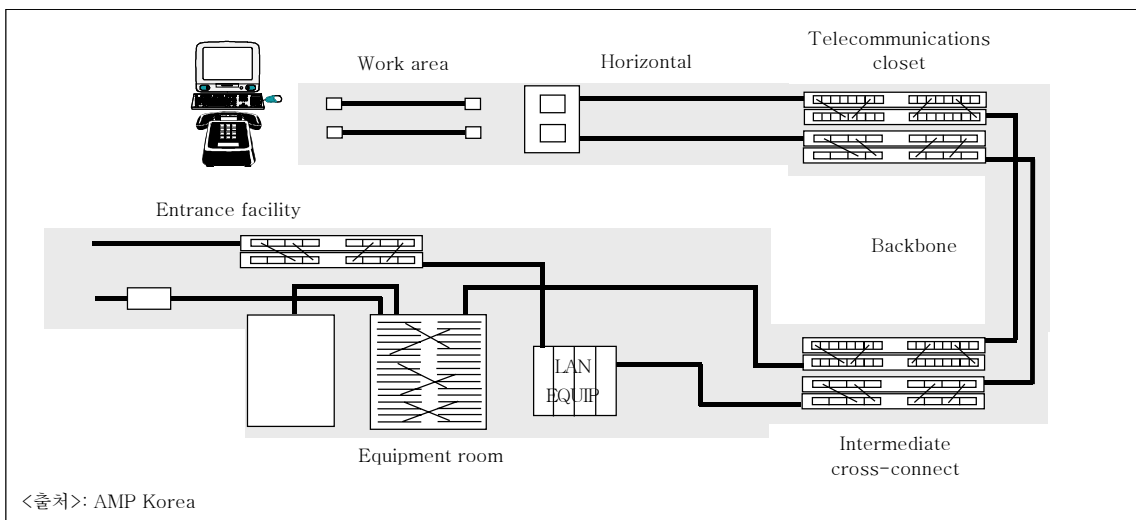 Work area
Horizontal
Telecommunications
closet
Entrance facility
Backbone
LAN
EQUIP
Equipment room
Intermediate
cross-connect
<출처>: AMP Korea